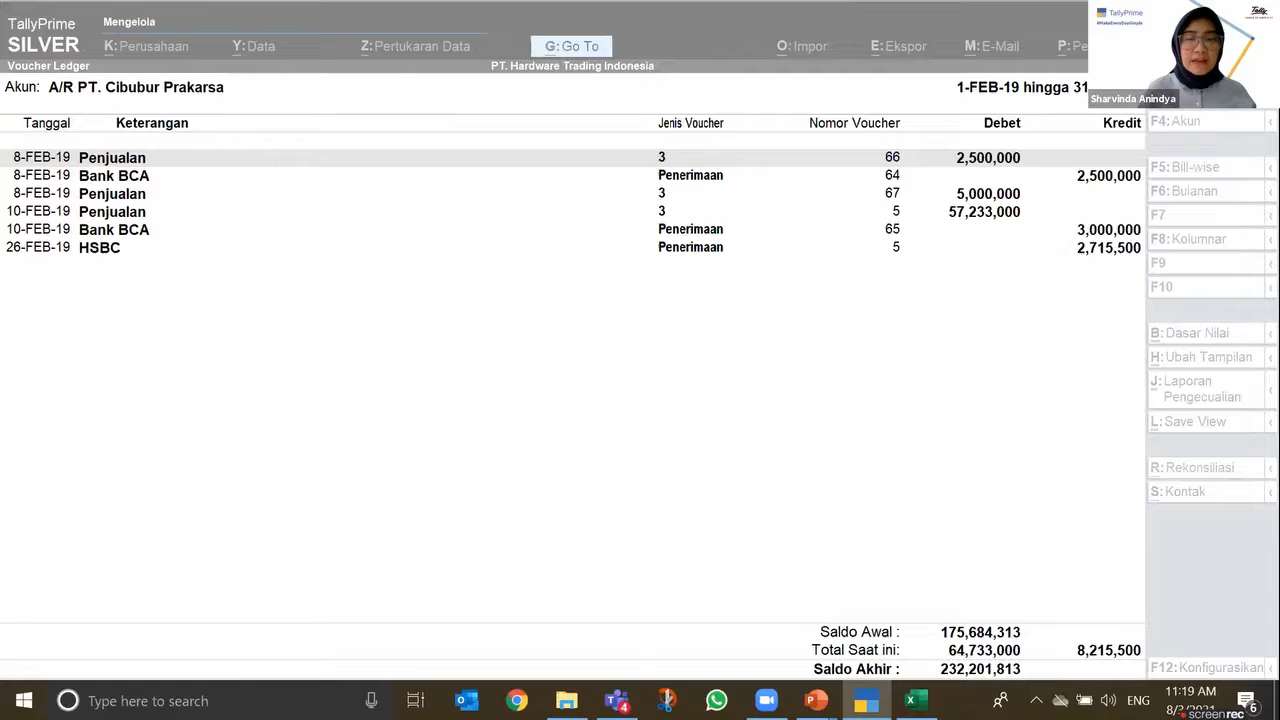 TallyPrime
SILVER
Mengelola
K: Perusahaan Y: Data Z: Pertukaran Data G: Go To O: Impor E: Ekspor M: E-Mail P: Pe
Voucher Ledger PT. Hardware Trading Indonesia
TallyPrime
#MakeEverydaySimple
Tally
Sharvinda Anindya
Akun: A/R PT. Cibubur Prakarsa 1-FEB-19 hingga 31
Tanggal Keterangan Jenis Voucher Nomor Voucher Debet Kredit
8-FEB-19 Penjualan 3 66 2,500,000
8-FEB-19 Bank BCA Penerimaan 64 2,500,000
8-FEB-19 Penjualan 3 67 5,000,000
10-FEB-19 Penjualan 3 5 57,233,000
10-FEB-19 Bank BCA Penerimaan 65 3,000,000
26-FEB-19 HSBC Penerimaan 5 2,715,500
Saldo Awal : 175,684,313
Total Saat ini: 64,733,000 8,215,500
Saldo Akhir : 232,201,813
F4: Akun
F5: Bill-wise
F6: Bulanan
F7
F8: Kolumnar
F9
F10
B: Dasar Nilai
H: Ubah Tampilan
J: Laporan
Pengecualian
L: Save View
R: Rekonsiliasi
S: Kontak
F12: Konfigurasikan
Type here to search
4
ENG
11:19 AM
6
screenrec